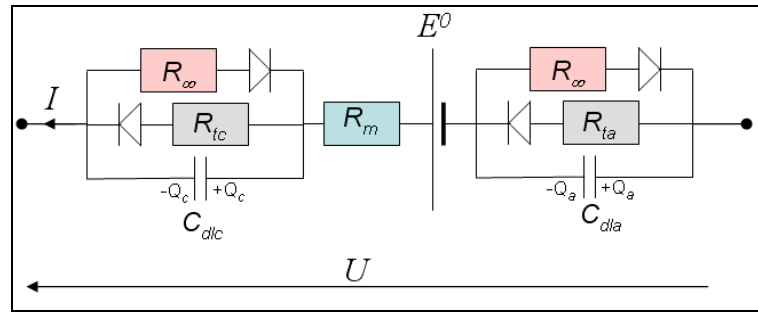 E⁰
R∞
R∞
I
Rtc
Rm
Rta
-Qc +Qc
-Qa +Qa
Cdlc
Cdla
U